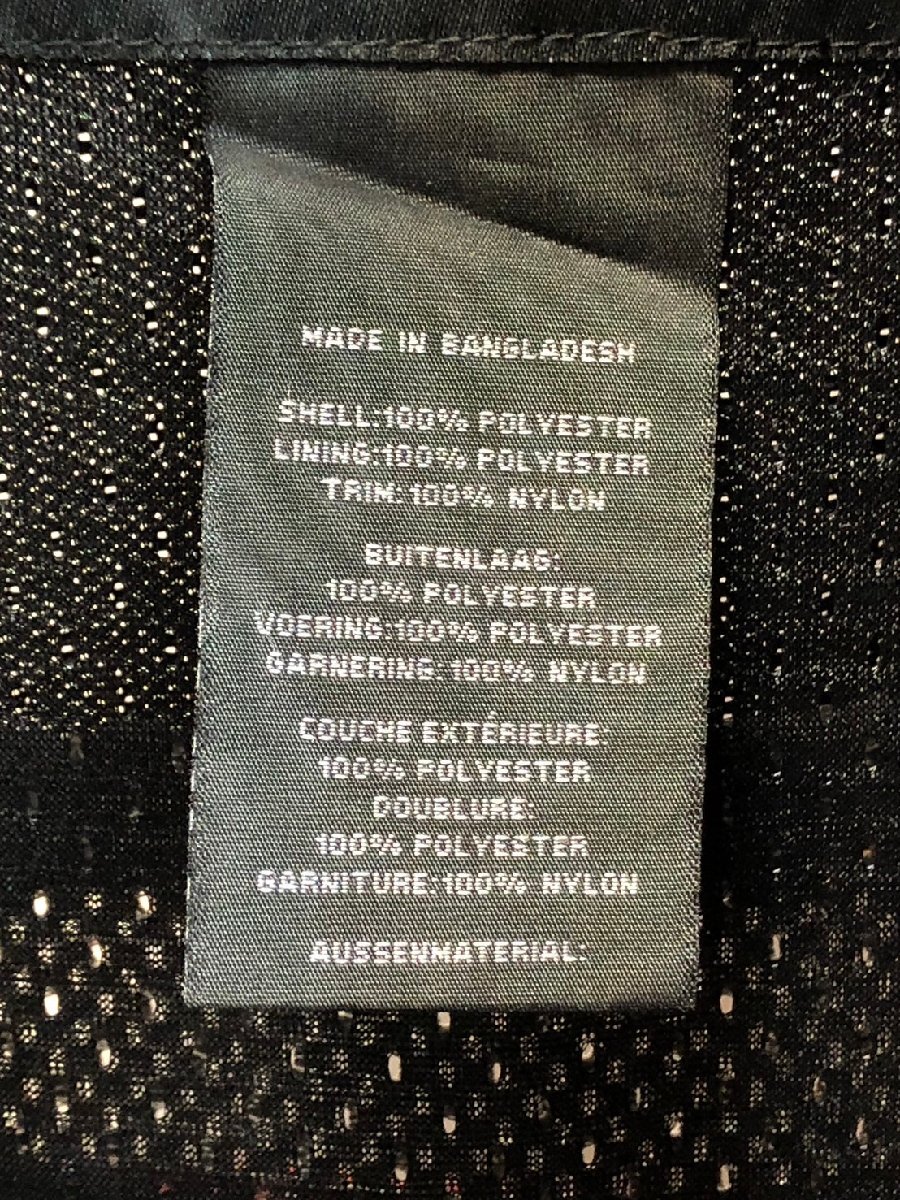 MADE IN BANGLADESH
SHELL:100% POLYESTER
LINING:100% POLYESTER
TRIM:100% NYLON
BUITENLAAG:
100% POLYESTER
VOERING:100% POLYESTER
GARNERING:100% NYLON
COUCHE EXTÉRIEURE:
100% POLYESTER
DOUBLURE:
100% POLYESTER
GARNITURE:100% NYLON
AUSSENMATERIAL: